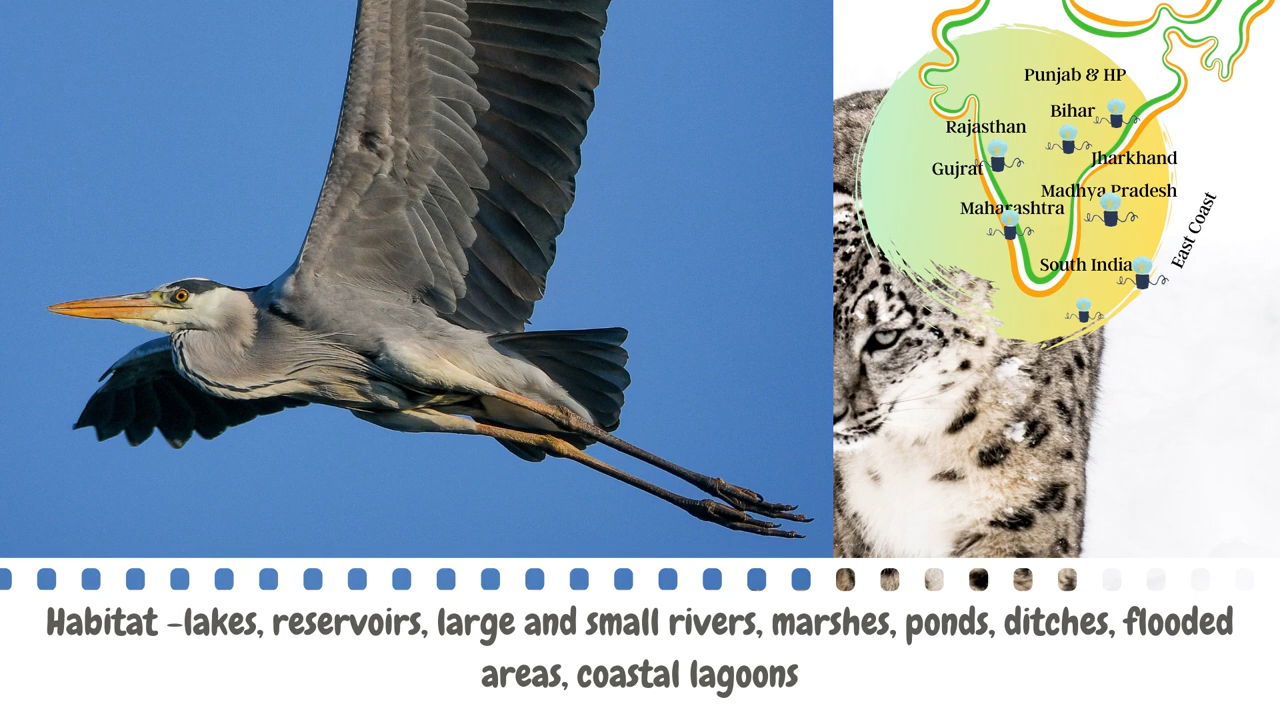 Punjab & HP
Bihar
Rajasthan
Jharkhand
Gujrat
Madhya Pradesh
Maharashtra
East Coast
South India
Habitat –lakes, reservoirs, large and small rivers, marshes, ponds, ditches, flooded
areas, coastal lagoons